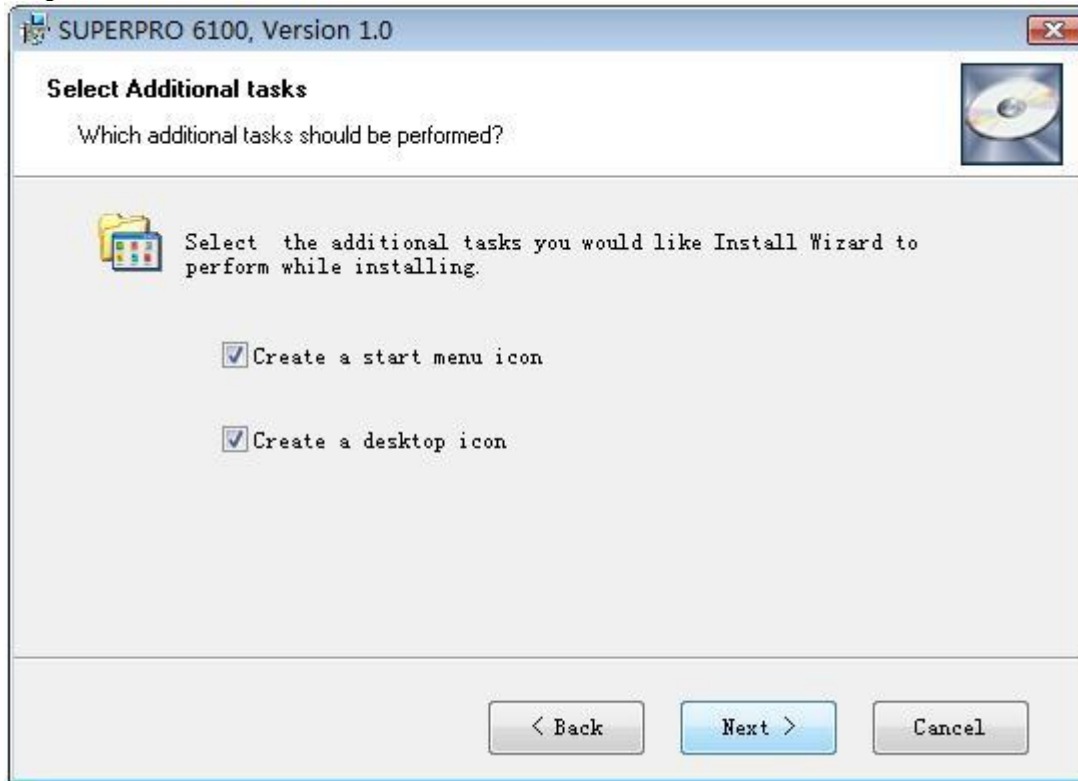 SUPERPRO 6100, Version 1.0
Select Additional tasks
Which additional tasks should be performed?
Select  the additional tasks you would like Install Wizard to
perform while installing.
Create a start menu icon
Create a desktop icon
< Back
Next >
Cancel